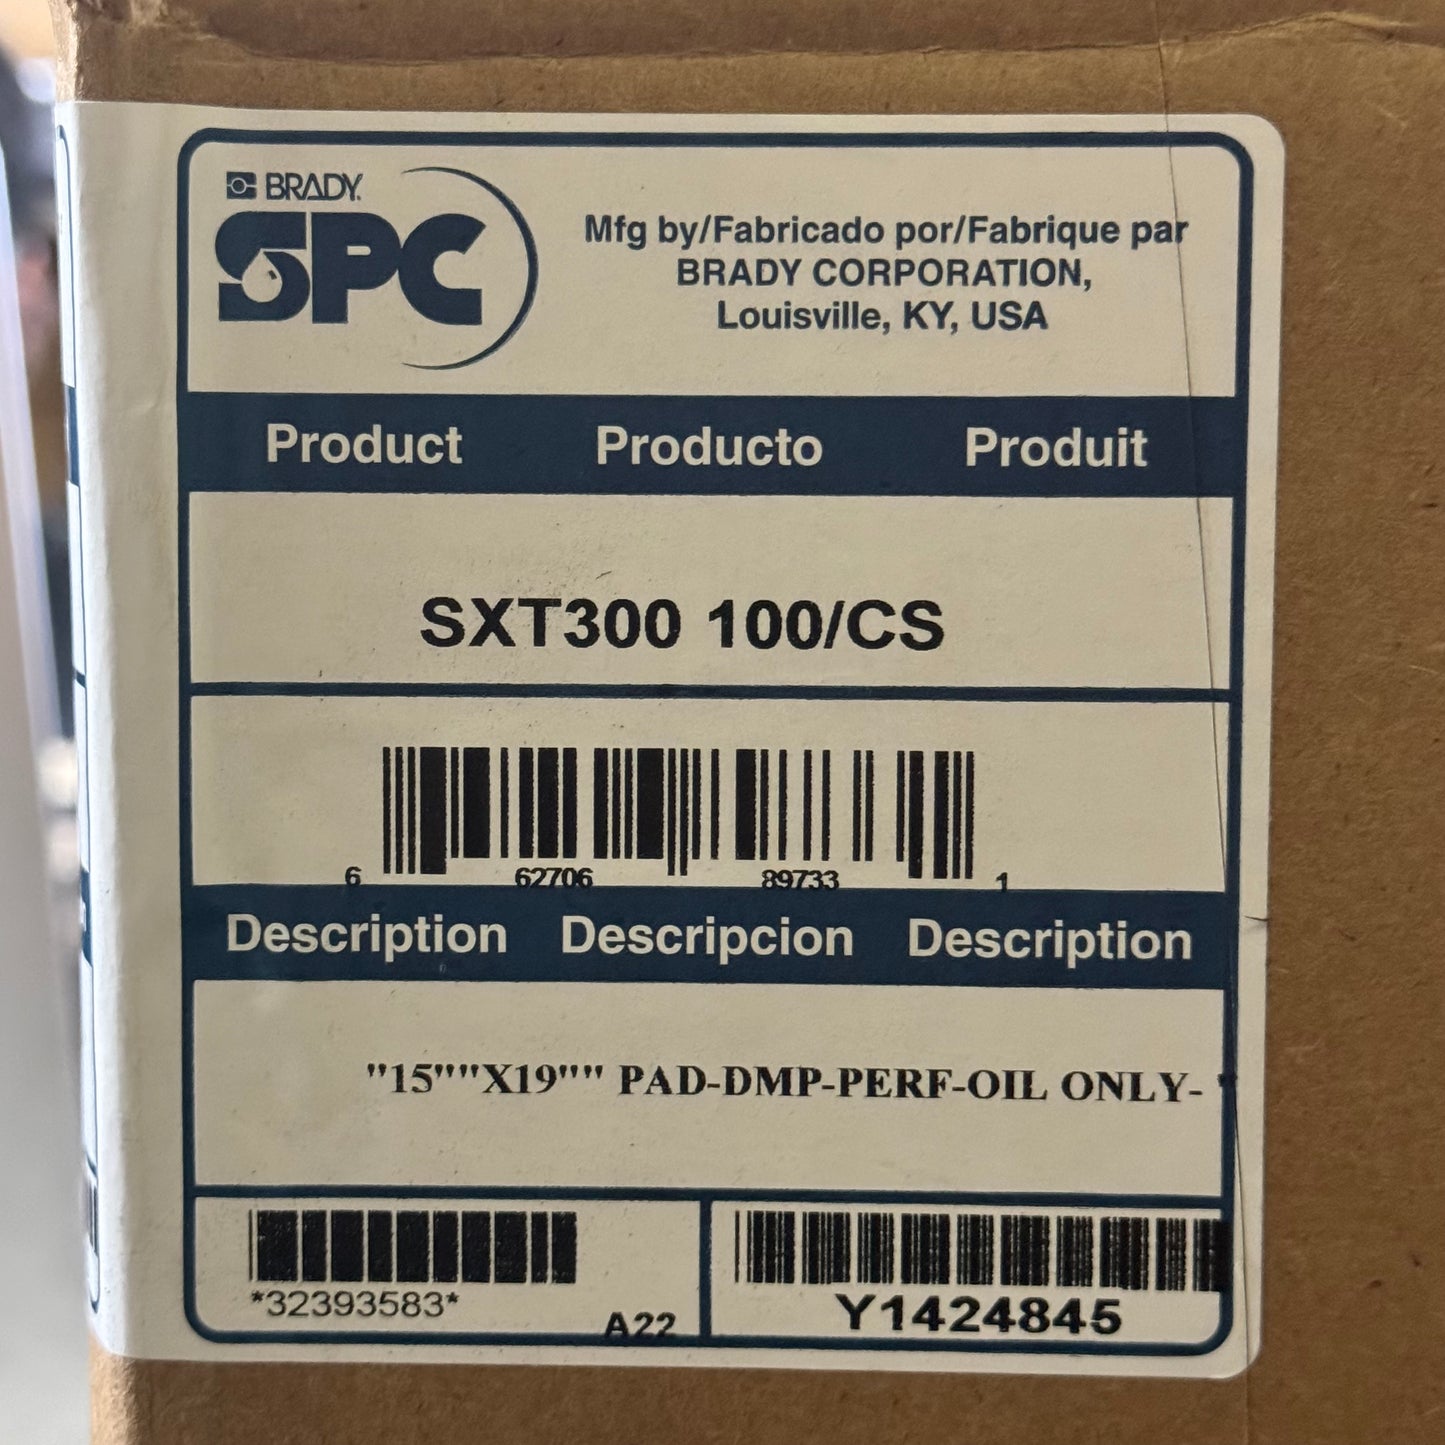 BRADY.
SPC
Mfg by/Fabricado por/Fabrique par
BRADY CORPORATION,
Louisville, KY, USA
Product Producto Produit
SXT300 100/CS
6 62706 89733 1
Description Descripcion Description
"15""X19"" PAD-DMP-PERF-OIL ONLY- "
*32393583*
A22
Y1424845